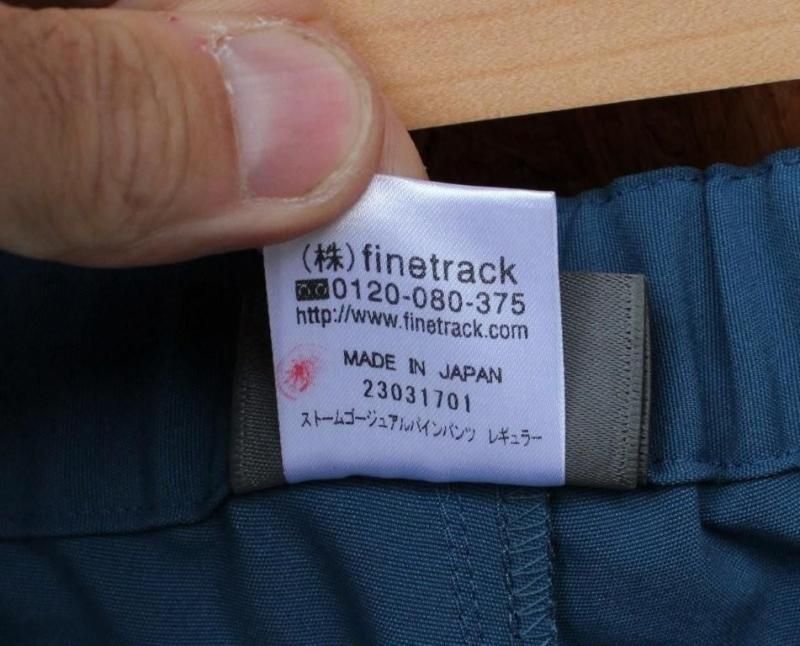 (株)finetrack
0120-080-375
http://www.finetrack.com
MADE IN JAPAN
23031701
ストームゴージュアルパインパンツ レギュラー